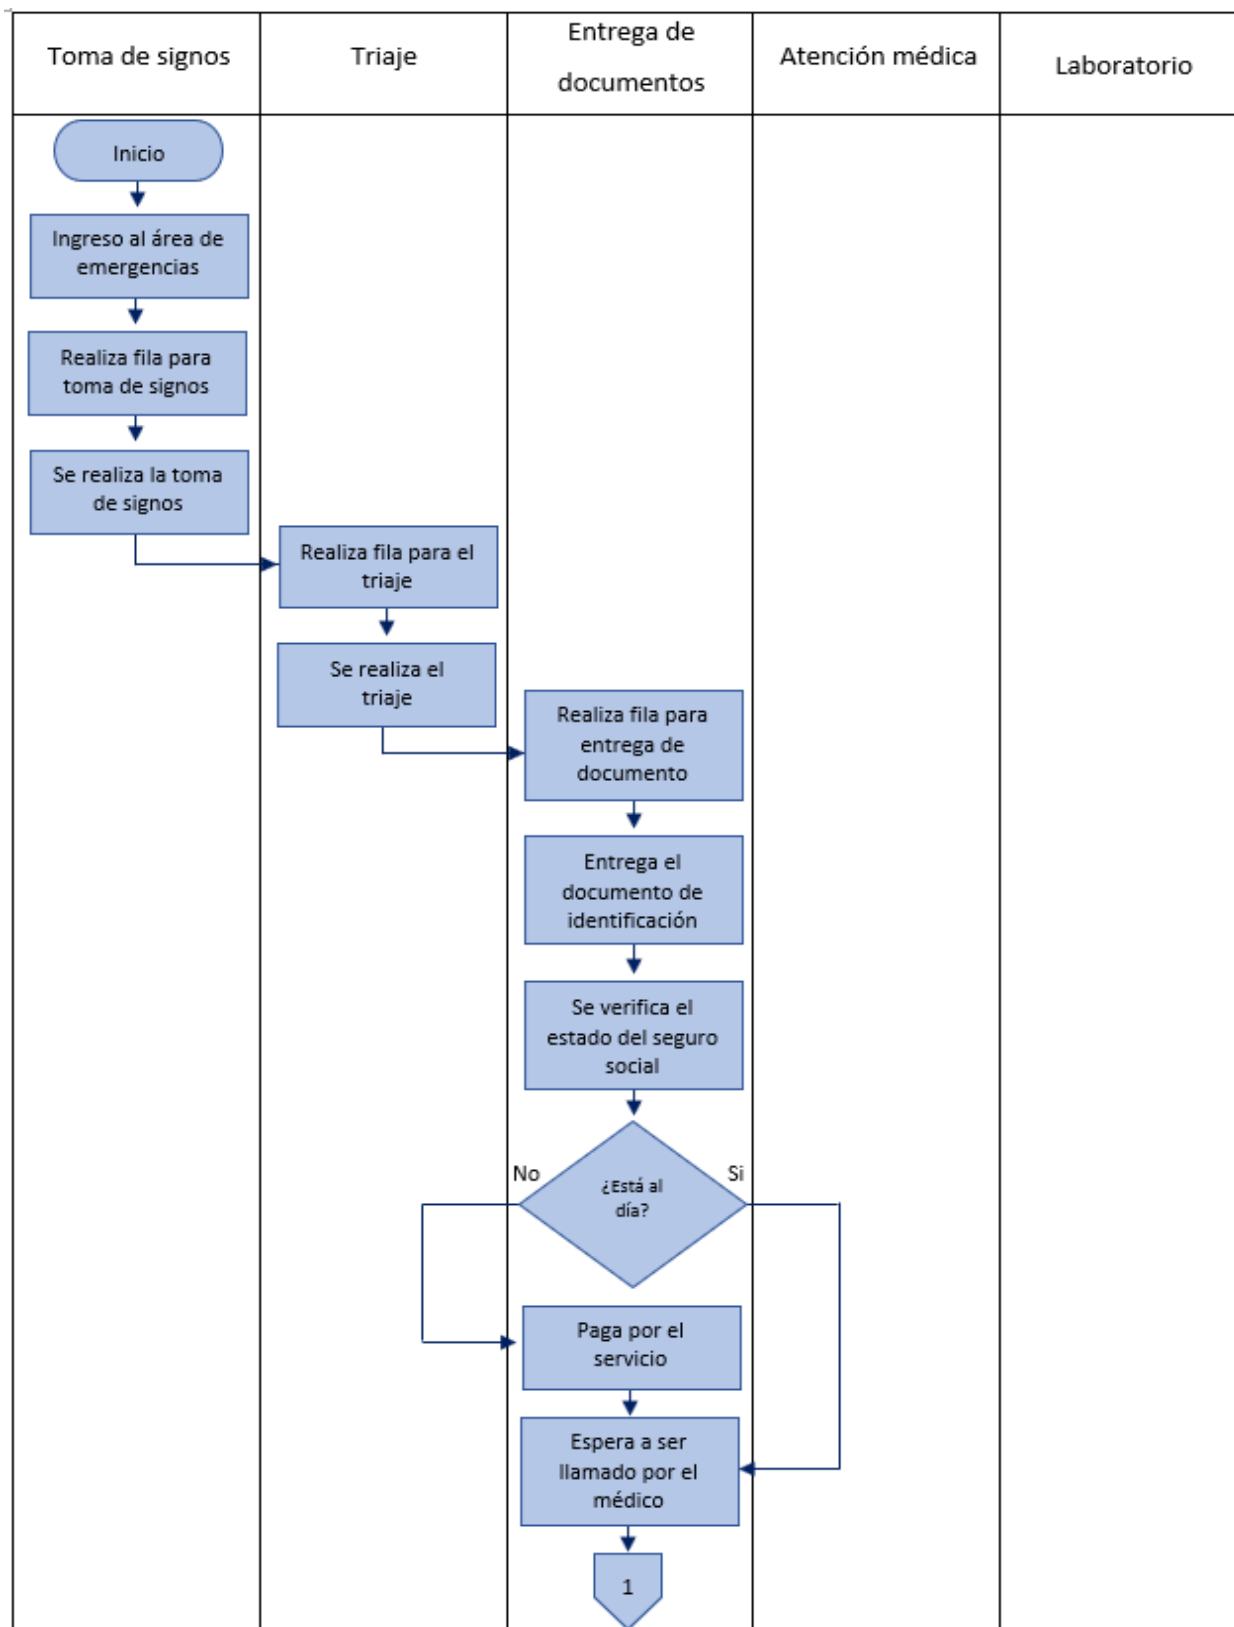 Toma de signos
Triaje
Entrega de
documentos
Atención médica
Laboratorio
Inicio
Ingreso al área de
emergencias
Realiza fila para
toma de signos
Se realiza la toma
de signos
Realiza fila para el
triaje
Se realiza el
triaje
Realiza fila para
entrega de
documento
Entrega el
documento de
identificación
Se verifica el
estado del seguro
social
No
¿Está al
día?
Si
Paga por el
servicio
Espera a ser
llamado por el
médico
1